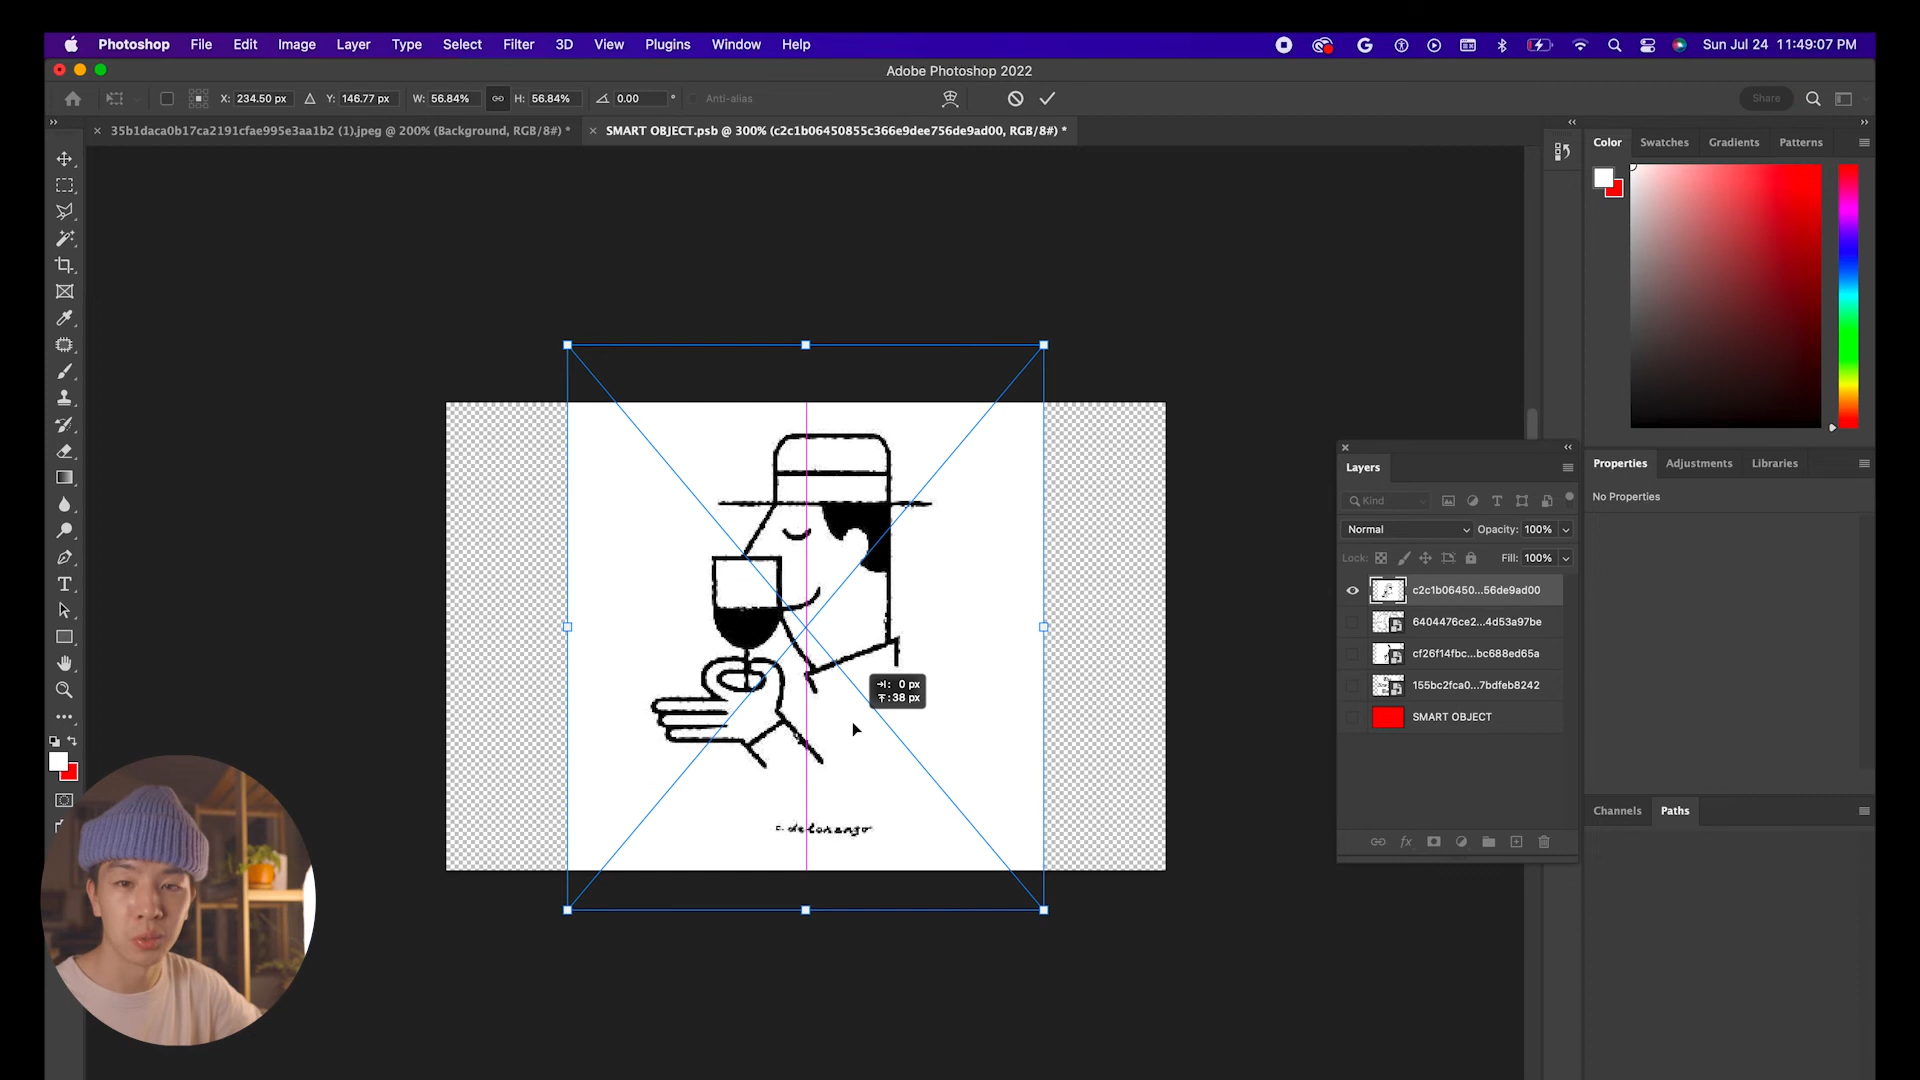 Photoshop File Edit Image Layer Type Select Filter 3D View Plugins Window Help Sun Jul 24 11:49:07 PM
Adobe Photoshop 2022
X: 234.50 px Y: 146.77 px W: 56.84% H: 56.84% 0.00 ° Anti-alias Share
35b1daca0b17ca2191cfae995e3aa1b2 (1).jpeg @ 200% (Background, RGB/8#) *
SMART OBJECT.psb @ 300% (c2c1b06450855c366e9dee756de9ad00, RGB/8#) *
Color Swatches Gradients Patterns
Layers
Kind
Normal Opacity: 100%
Lock: Fill: 100%
c2c1b06450...56de9ad00
6404476ce2...4d53a97be
cf26f14fbc...bc688ed65a
155bc2fca0...7bdfeb8242
SMART OBJECT
Properties Adjustments Libraries
No Properties
Channels Paths
0 px
38 px